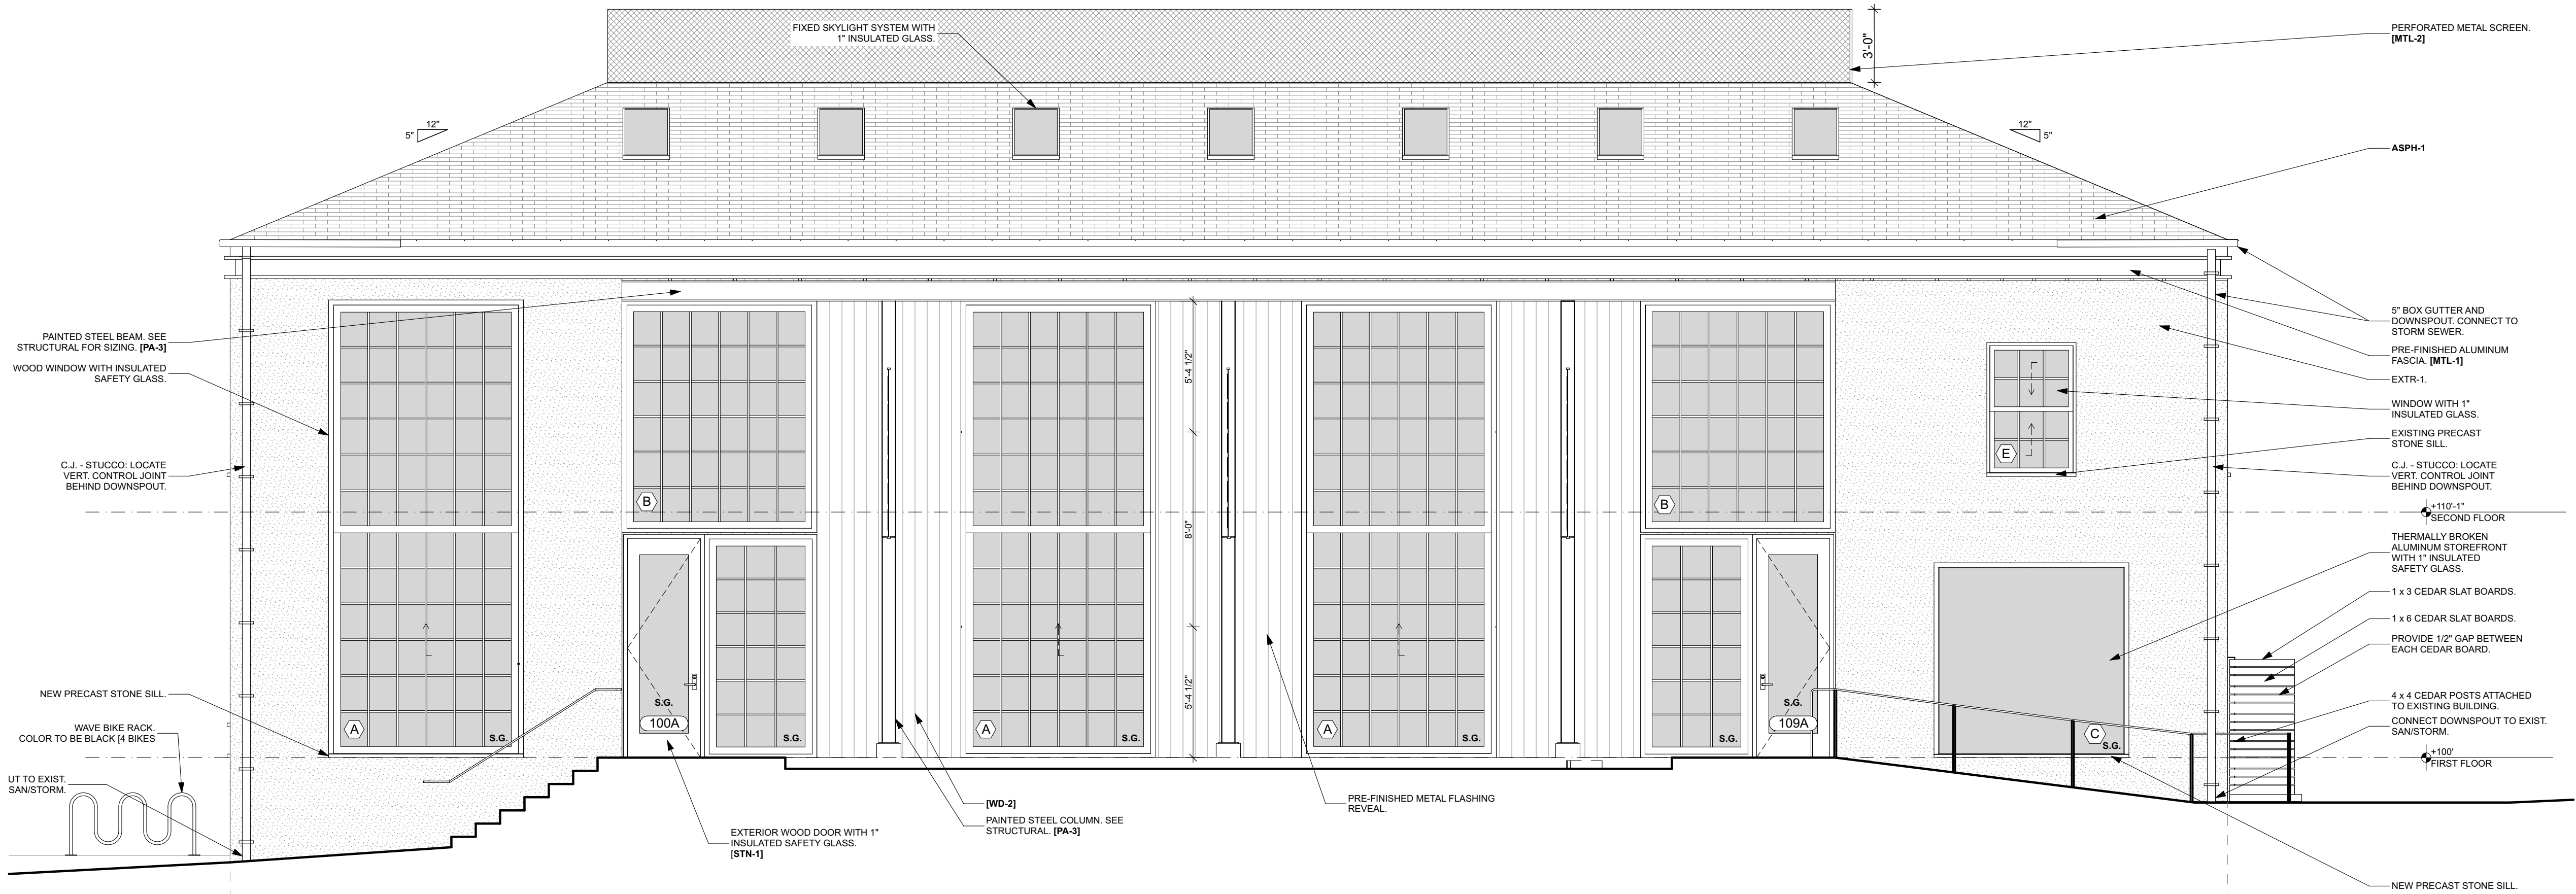 FIXED SKYLIGHT SYSTEM WITH
1" INSULATED GLASS.
3'-0"
PERFORATED METAL SCREEN.
[MTL-2]
12"
5"
12"
5"
ASPH-1
PAINTED STEEL BEAM. SEE
STRUCTURAL FOR SIZING. [PA-3]
WOOD WINDOW WITH INSULATED
SAFETY GLASS.
C.J. - STUCCO: LOCATE
VERT. CONTROL JOINT
BEHIND DOWNSPOUT.
NEW PRECAST STONE SILL.
WAVE BIKE RACK.
COLOR TO BE BLACK [4 BIKES
UT TO EXIST.
SAN/STORM.
A
S.G.
B
S.G.
100A
S.G.
A
S.G.
5'-4 1/2"
8'-0"
5'-4 1/2"
A
S.G.
B
S.G.
S.G.
109A
E
C
S.G.
EXTERIOR WOOD DOOR WITH 1"
INSULATED SAFETY GLASS.
[STN-1]
[WD-2]
PAINTED STEEL COLUMN. SEE
STRUCTURAL. [PA-3]
PRE-FINISHED METAL FLASHING
REVEAL.
5" BOX GUTTER AND
DOWNSPOUT. CONNECT TO
STORM SEWER.
PRE-FINISHED ALUMINUM
FASCIA. [MTL-1]
EXTR-1.
WINDOW WITH 1"
INSULATED GLASS.
EXISTING PRECAST
STONE SILL.
C.J. - STUCCO: LOCATE
VERT. CONTROL JOINT
BEHIND DOWNSPOUT.
+110'-1"
SECOND FLOOR
THERMALLY BROKEN
ALUMINUM STOREFRONT
WITH 1" INSULATED
SAFETY GLASS.
1 x 3 CEDAR SLAT BOARDS.
1 x 6 CEDAR SLAT BOARDS.
PROVIDE 1/2" GAP BETWEEN
EACH CEDAR BOARD.
4 x 4 CEDAR POSTS ATTACHED
TO EXISTING BUILDING.
CONNECT DOWNSPOUT TO EXIST.
SAN/STORM.
+100'
FIRST FLOOR
NEW PRECAST STONE SILL.